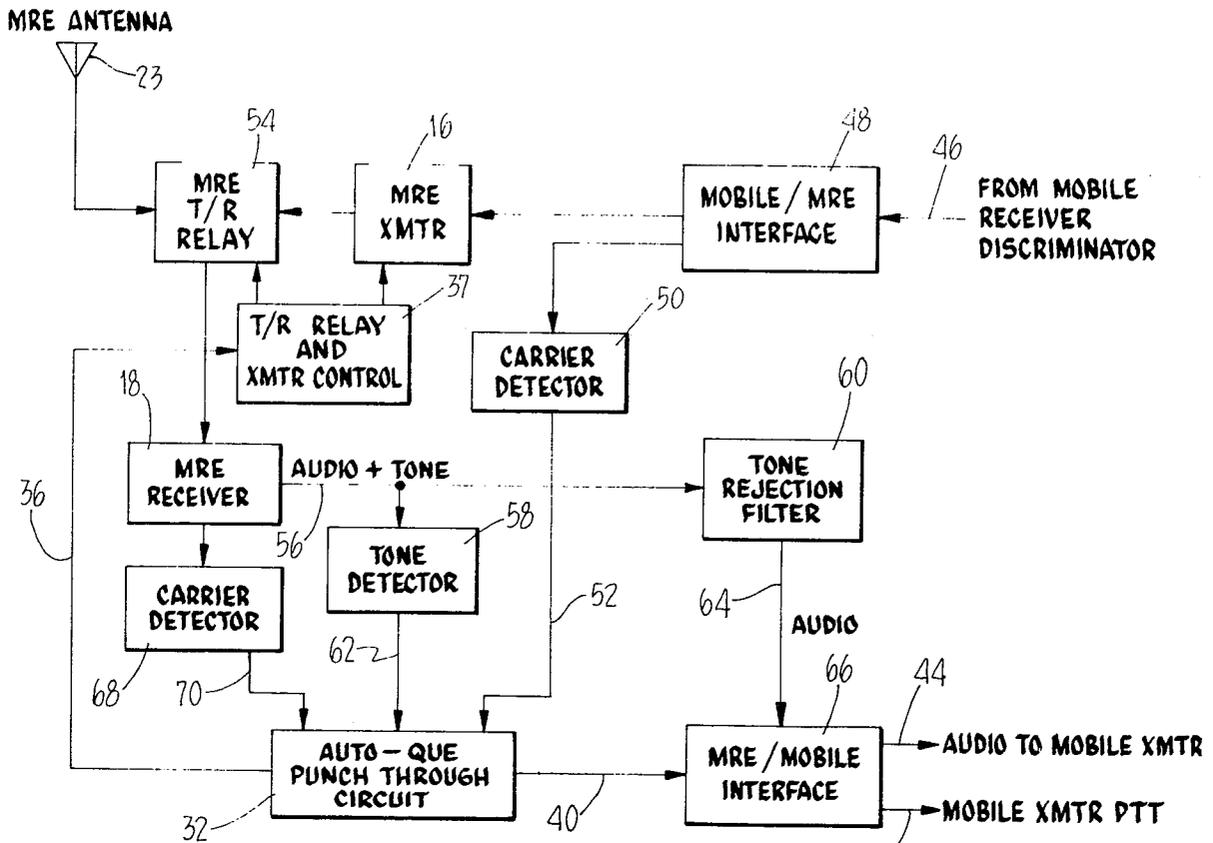 MRE ANTENNA
23
54
16
48
46
MRE
T/R
RELAY
MRE
XMTR
MOBILE / MRE
INTERFACE
FROM MOBILE
RECEIVER
DISCRIMINATOR
37
50
T/R RELAY
AND
XMTR CONTROL
CARRIER
DETECTOR
18
60
MRE
RECEIVER
AUDIO + TONE
TONE
REJECTION
FILTER
36
56
58
TONE
DETECTOR
CARRIER
DETECTOR
52
64
AUDIO
68
70
62
66
44
AUTO-QUE
PUNCH THROUGH
CIRCUIT
MRE / MOBILE
INTERFACE
AUDIO TO MOBILE XMTR
MOBILE XMTR PTT
32
40